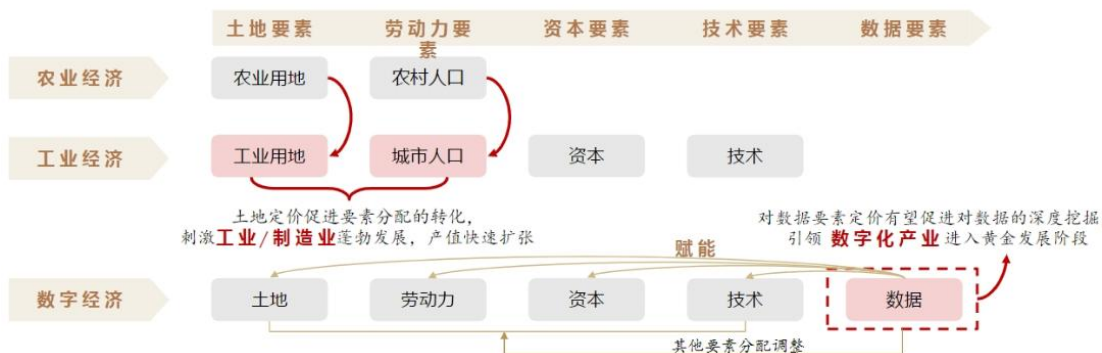 土地要素 劳动力要素 资本要素 技术要素 数据要素
农业经济 农业用地 农村人口
工业经济 工业用地 城市人口 资本 技术
土地定价促进要素分配的转化，
刺激工业/制造业蓬勃发展，产值快速扩张
对数据要素定价有望促进对数据的深度挖掘
引领 数字化产业 进入黄金发展阶段
赋能
数字经济 土地 劳动力 资本 技术 数据
其他要素分配调整